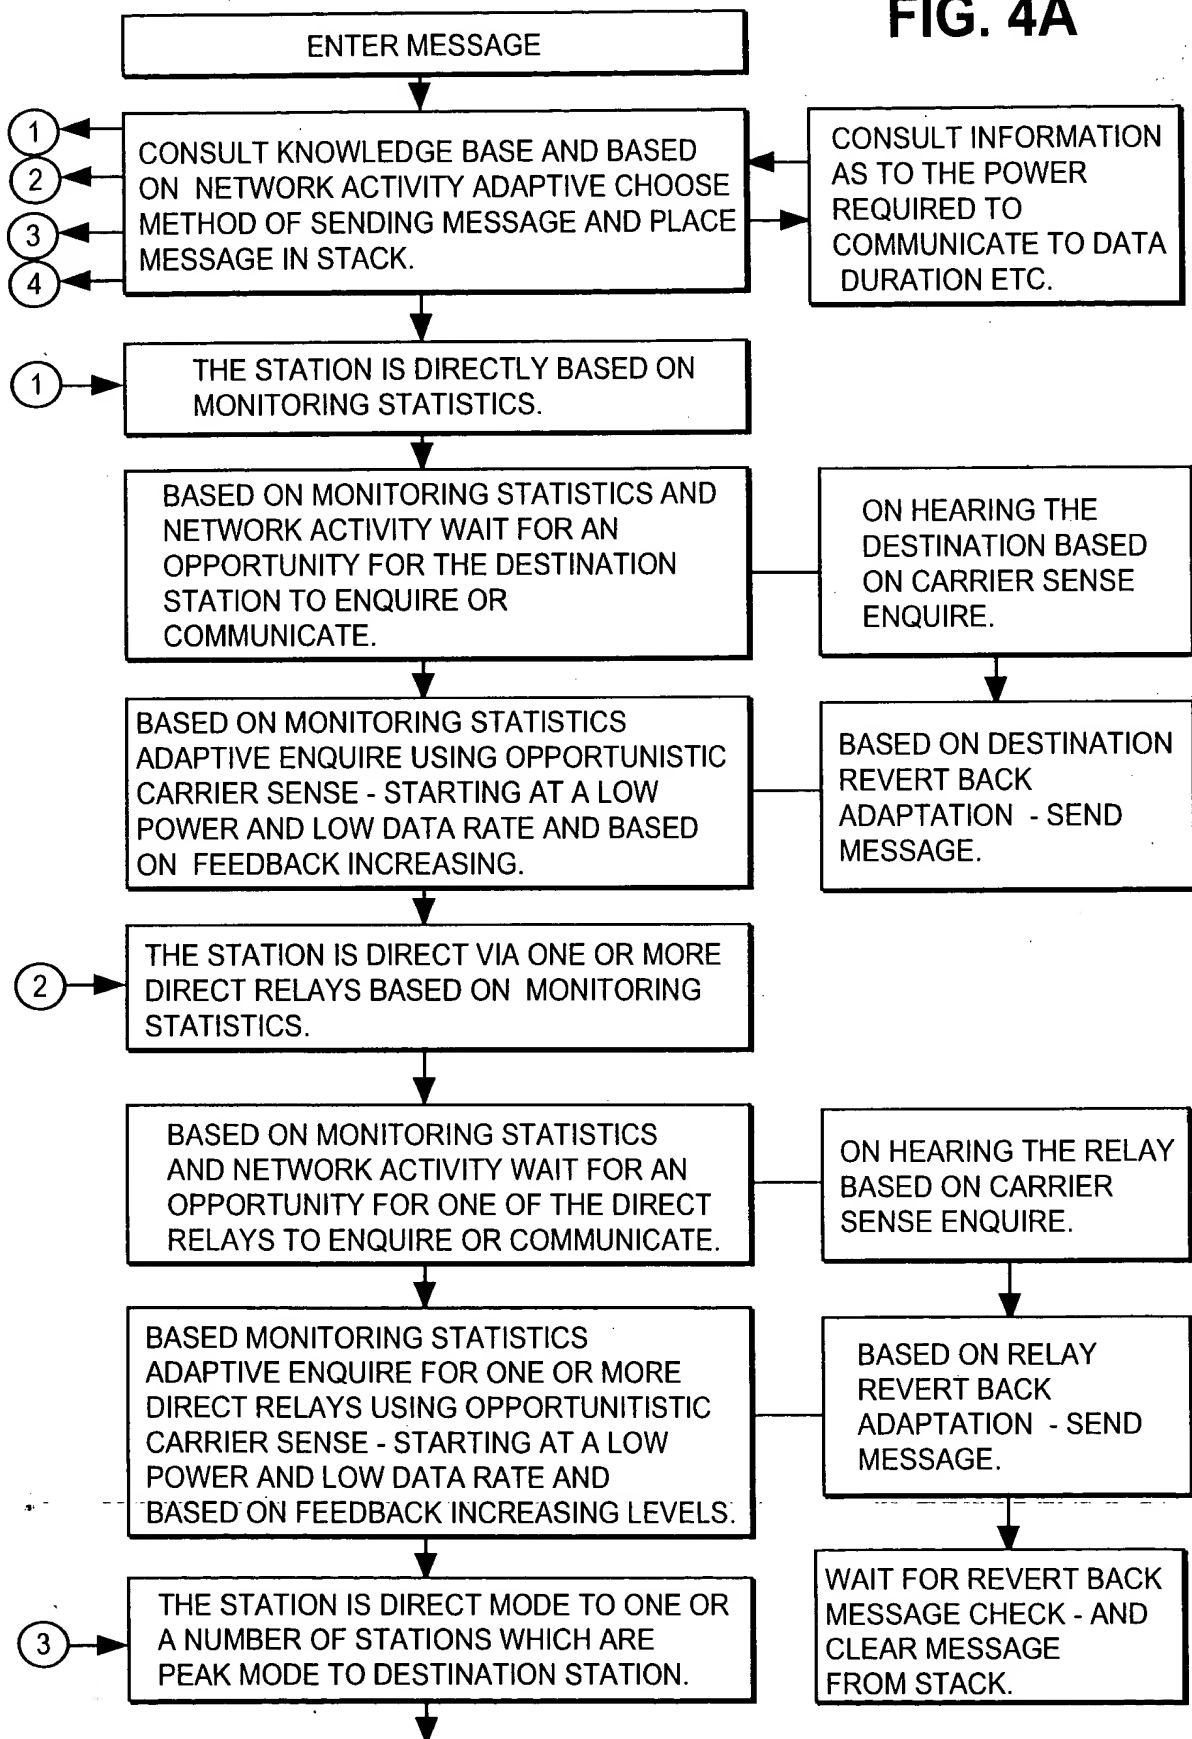 FIG. 4A
ENTER MESSAGE
1
2
3
4
CONSULT KNOWLEDGE BASE AND BASED
ON NETWORK ACTIVITY ADAPTIVE CHOOSE
METHOD OF SENDING MESSAGE AND PLACE
MESSAGE IN STACK.
CONSULT INFORMATION
AS TO THE POWER
REQUIRED TO
COMMUNICATE TO DATA
DURATION ETC.
1
THE STATION IS DIRECTLY BASED ON
MONITORING STATISTICS.
BASED ON MONITORING STATISTICS AND
NETWORK ACTIVITY WAIT FOR AN
OPPORTUNITY FOR THE DESTINATION
STATION TO ENQUIRE OR
COMMUNICATE.
ON HEARING THE
DESTINATION BASED
ON CARRIER SENSE
ENQUIRE.
BASED ON MONITORING STATISTICS
ADAPTIVE ENQUIRE USING OPPORTUNISTIC
CARRIER SENSE - STARTING AT A LOW
POWER AND LOW DATA RATE AND BASED
ON FEEDBACK INCREASING.
BASED ON DESTINATION
REVERT BACK
ADAPTATION - SEND
MESSAGE.
2
THE STATION IS DIRECT VIA ONE OR MORE
DIRECT RELAYS BASED ON MONITORING
STATISTICS.
BASED ON MONITORING STATISTICS
AND NETWORK ACTIVITY WAIT FOR AN
OPPORTUNITY FOR ONE OF THE DIRECT
RELAYS TO ENQUIRE OR COMMUNICATE.
ON HEARING THE RELAY
BASED ON CARRIER
SENSE ENQUIRE.
BASED MONITORING STATISTICS
ADAPTIVE ENQUIRE FOR ONE OR MORE
DIRECT RELAYS USING OPPORTUNITISTIC
CARRIER SENSE - STARTING AT A LOW
POWER AND LOW DATA RATE AND
BASED ON FEEDBACK INCREASING LEVELS.
BASED ON RELAY
REVERT BACK
ADAPTATION - SEND
MESSAGE.
WAIT FOR REVERT BACK
MESSAGE CHECK - AND
CLEAR MESSAGE
FROM STACK.
3
THE STATION IS DIRECT MODE TO ONE OR
A NUMBER OF STATIONS WHICH ARE
PEAK MODE TO DESTINATION STATION.